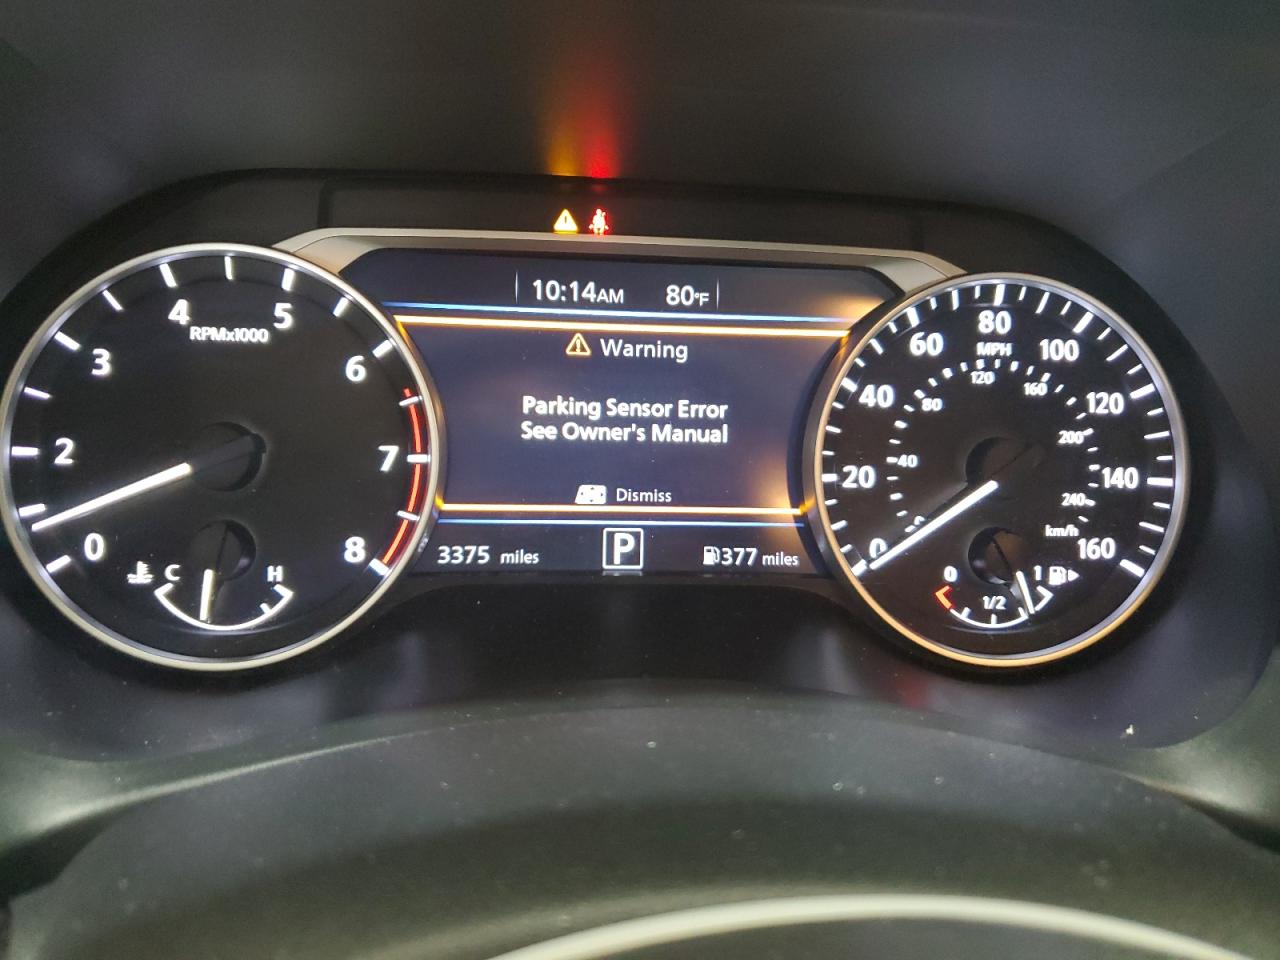 10:14AM 80°F
Warning
Parking Sensor Error
See Owner's Manual
Dismiss
3375 miles P 377 miles
0 2 3 4 5 6 7 8
RPMx1000
C H
0 20 40 60 80 100 120 140 160
MPH
0 40 80 120 160 200 240
km/h
0 1/2 1